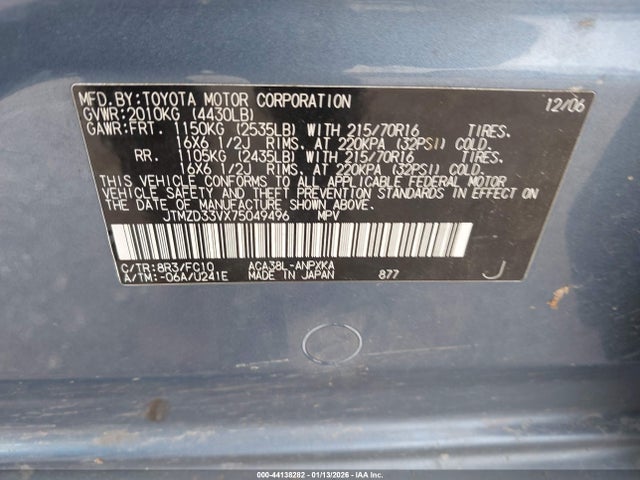 MFD.BY:TOYOTA MOTOR CORPORATION 12/06
GVWR:2010KG (4430LB)
GAWR:FRT. 1150KG (2535LB) WITH 215/70R16 TIRES.
16X6 1/2J RIMS, AT 220KPA (32PSI) COLD.
RR. 1105KG (2435LB) WITH 215/70R16 TIRES.
16X6 1/2J RIMS, AT 220KPA (32PSI) COLD.
THIS VEHICLE CONFORMS TO ALL APPLICABLE FEDERAL MOTOR
VEHICLE SAFETY AND THEFT PREVENTION STANDARDS IN EFFECT
ON THE DATE OF MANUFACTURE SHOWN ABOVE.
JTMZD33VX75049496 MPV
C/TR:8R3/FC10 ACA38L-ANPXKA
A/TM:-06A/U241E MADE IN JAPAN 877 J
000-44138282 - 01/13/2026 - IAA Inc.